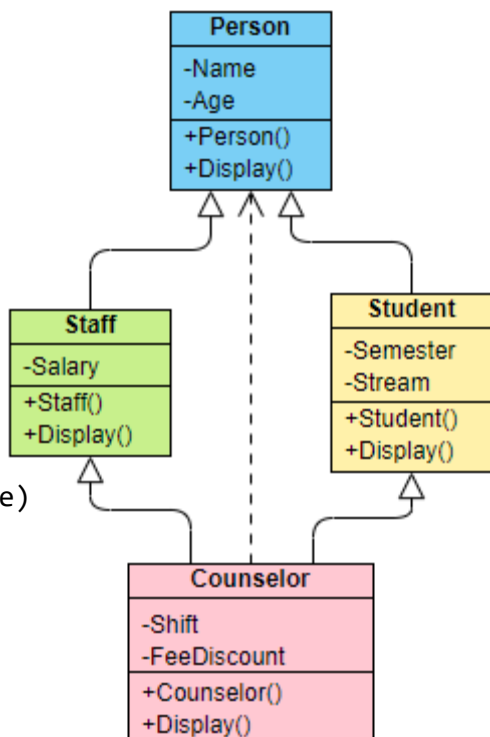 Person
-Name
-Age
+Person()
+Display()
Staff
-Salary
+Staff()
+Display()
Student
-Semester
-Stream
+Student()
+Display()
e)
Counselor
-Shift
-FeeDiscount
+Counselor()
+Display()